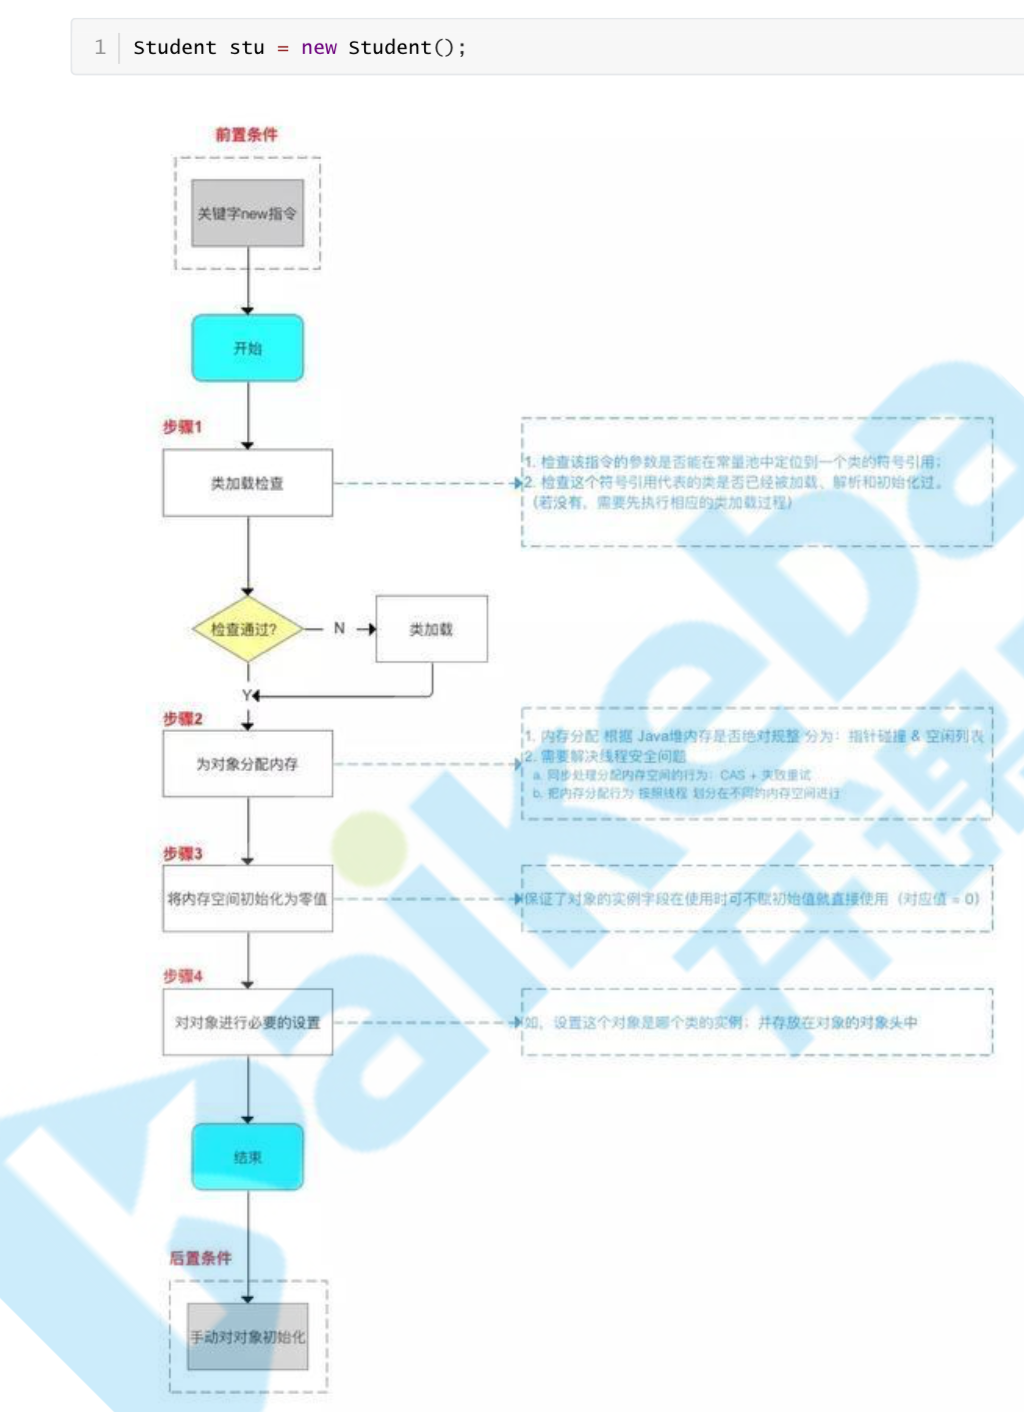 1 Student stu = new Student();
前置条件
关键字new指令
开始
步骤1
类加载检查
1. 检查该指令的参数是否能在常量池中定位到一个类的符号引用；
2. 检查这个符号引用代表的类是否已经被加载、解析和初始化过。
（若没有，需要先执行相应的类加载过程）
检查通过?
N
类加载
Y
步骤2
为对象分配内存
1. 内存分配 根据 Java堆内存是否绝对规整 分为：指针碰撞 & 空闲列表
2. 需要解决线程安全问题
a. 同步处理分配内存空间的行为：CAS + 失败重试
b. 把内存分配行为 按照线程 划分在不同的内存空间进行
步骤3
将内存空间初始化为零值
保证了对象的实例字段在使用时可不赋初始值就直接使用（对应值 = 0）
步骤4
对对象进行必要的设置
如，设置这个对象是哪个类的实例；并存放在对象的对象头中
结束
后置条件
手动对对象初始化
Kaikeba
开课